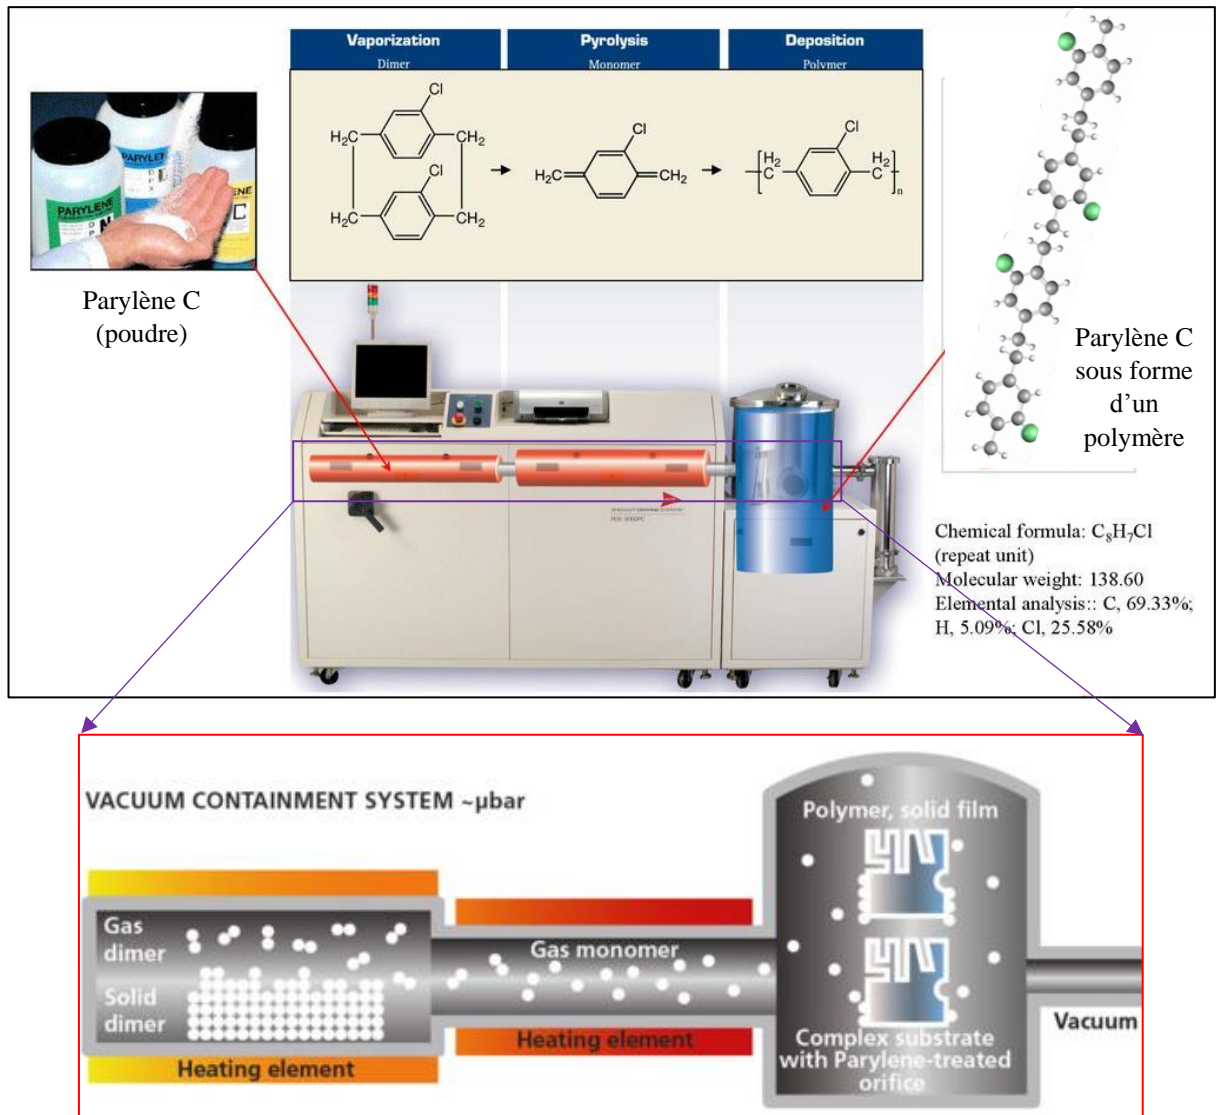 Vaporization
Dimer
Pyrolysis
Monomer
Deposition
Polymer
Cl
H₂C
CH₂
Cl
H₂C
CH₂
Cl
H₂C
CH₂
Cl
H₂
C
H₂
C
n
PARYLENE
PARYLENE
N
C
Parylène C
(poudre)
Parylène C
sous forme
d’un
polymère
Chemical formula: C₈H₇Cl
(repeat unit)
Molecular weight: 138.60
Elemental analysis:: C, 69.33%;
H, 5.09%; Cl, 25.58%
VACUUM CONTAINMENT SYSTEM ~µbar
Gas
dimer
Solid
dimer
Heating element
Gas monomer
Heating element
Polymer, solid film
Complex substrate
with Parylene-treated
orifice
Vacuum